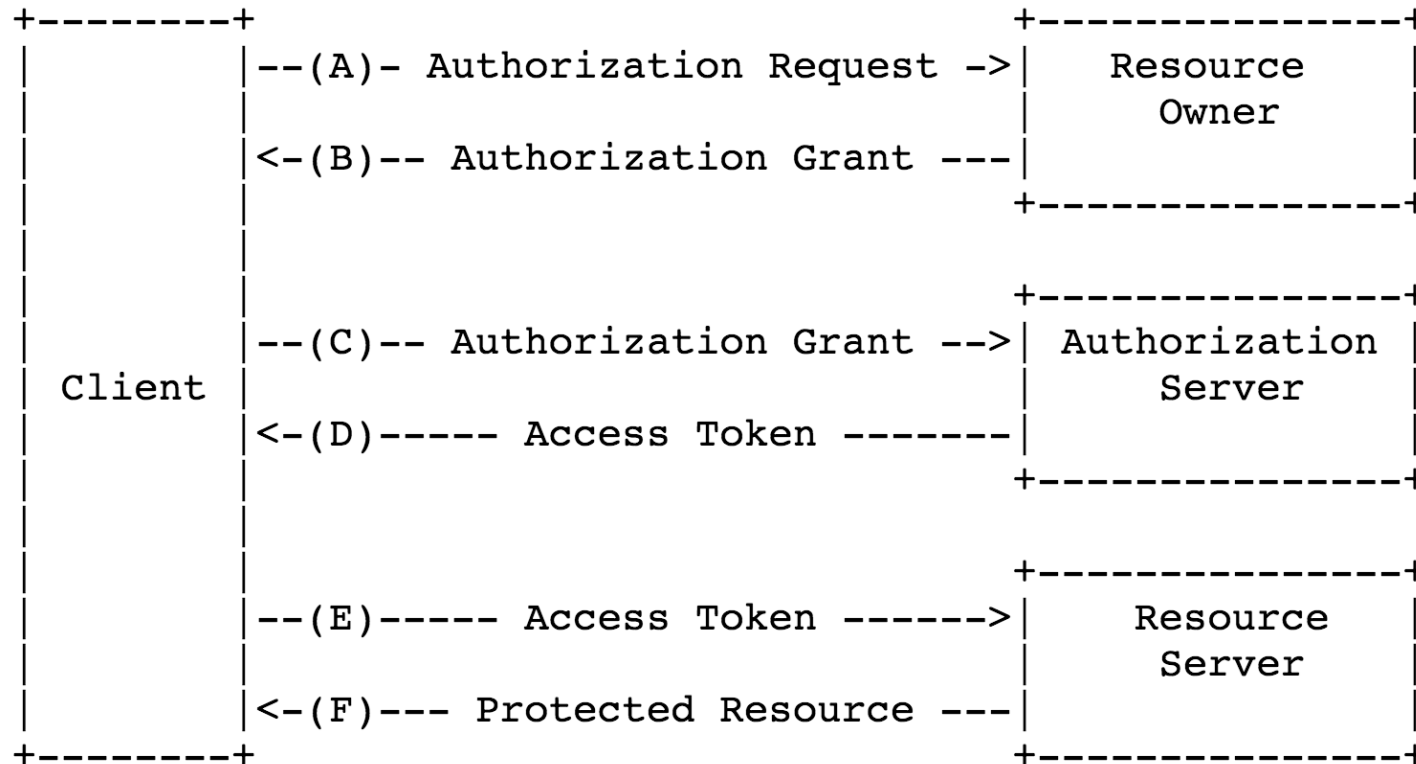 +--------+                               +---------------+
|        |--(A)- Authorization Request ->|   Resource    |
|        |                               |     Owner     |
|        |<-(B)-- Authorization Grant ---|               |
|        |                               +---------------+
|        |
|        |                               +---------------+
|        |--(C)-- Authorization Grant -->| Authorization |
| Client |                               |     Server    |
|        |<-(D)----- Access Token -------|               |
|        |                               +---------------+
|        |
|        |                               +---------------+
|        |--(E)----- Access Token ------>|    Resource   |
|        |                               |     Server    |
|        |<-(F)--- Protected Resource ---|               |
+--------+                               +---------------+